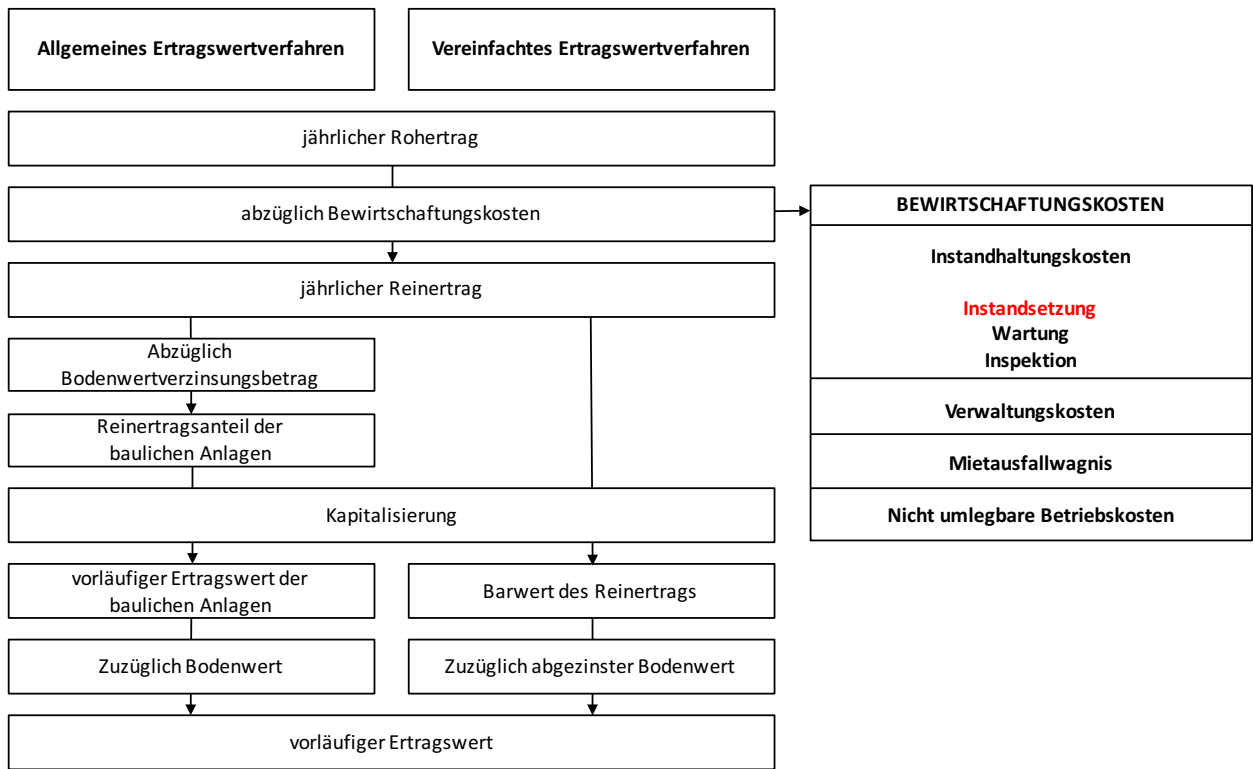 Allgemeines Ertragswertverfahren
Vereinfachtes Ertragswertverfahren
jährlicher Rohertrag
abzüglich Bewirtschaftungskosten
jährlicher Reinertrag
Abzüglich
Bodenwertverzinsungsbetrag
Reinertragsanteil der
baulichen Anlagen
Kapitalisierung
vorläufiger Ertragswert der
baulichen Anlagen
Barwert des Reinertrags
Zuzüglich Bodenwert
Zuzüglich abgezinster Bodenwert
vorläufiger Ertragswert
BEWIRTSCHAFTUNGSKOSTEN
Instandhaltungskosten
Instandsetzung
Wartung
Inspektion
Verwaltungskosten
Mietausfallwagnis
Nicht umlegbare Betriebskosten